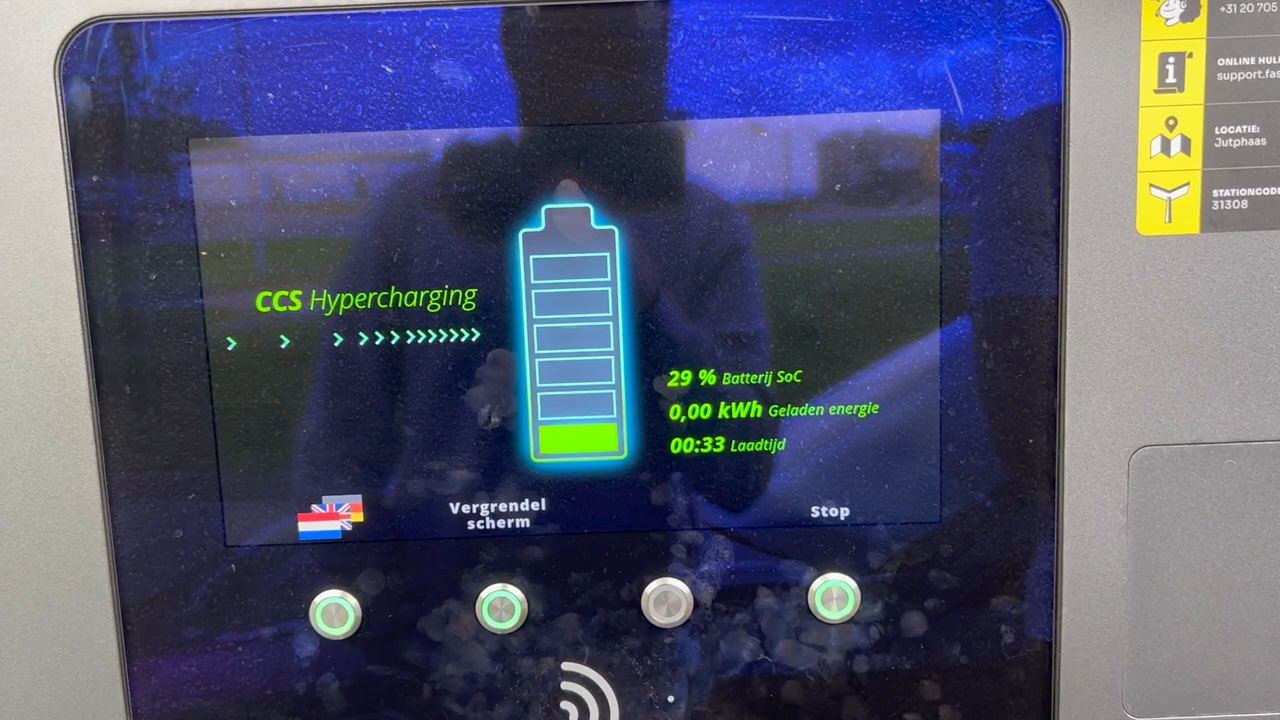 CCS Hypercharging
29 % Batterij SoC
0,00 kWh Geladen energie
00:33 Laadtijd
Vergrendel
scherm
Stop
+31 20 705
ONLINE
support.fas
LOCATIE:
Jutphaas
STATIONCODE
31308